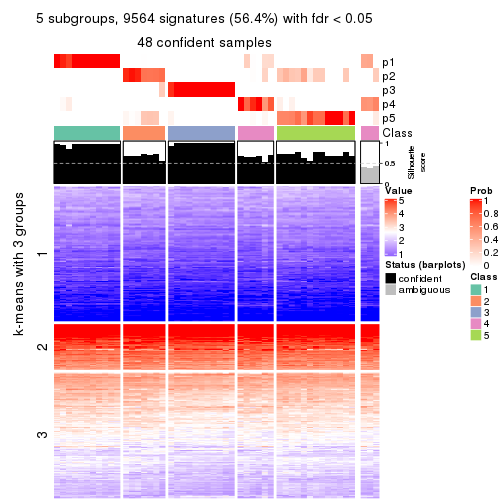 5 subgroups, 9564 signatures (56.4%) with fdr < 0.05
48 confident samples
p1
p2
p3
p4
p5
Class
1
0.5
0
Silhouette
score
k-means with 3 groups
1
2
3
Value
5
4
3
2
1
Status (barplots)
confident
ambiguous
Prob
1
0.8
0.6
0.4
0.2
0
Class
1
2
3
4
5